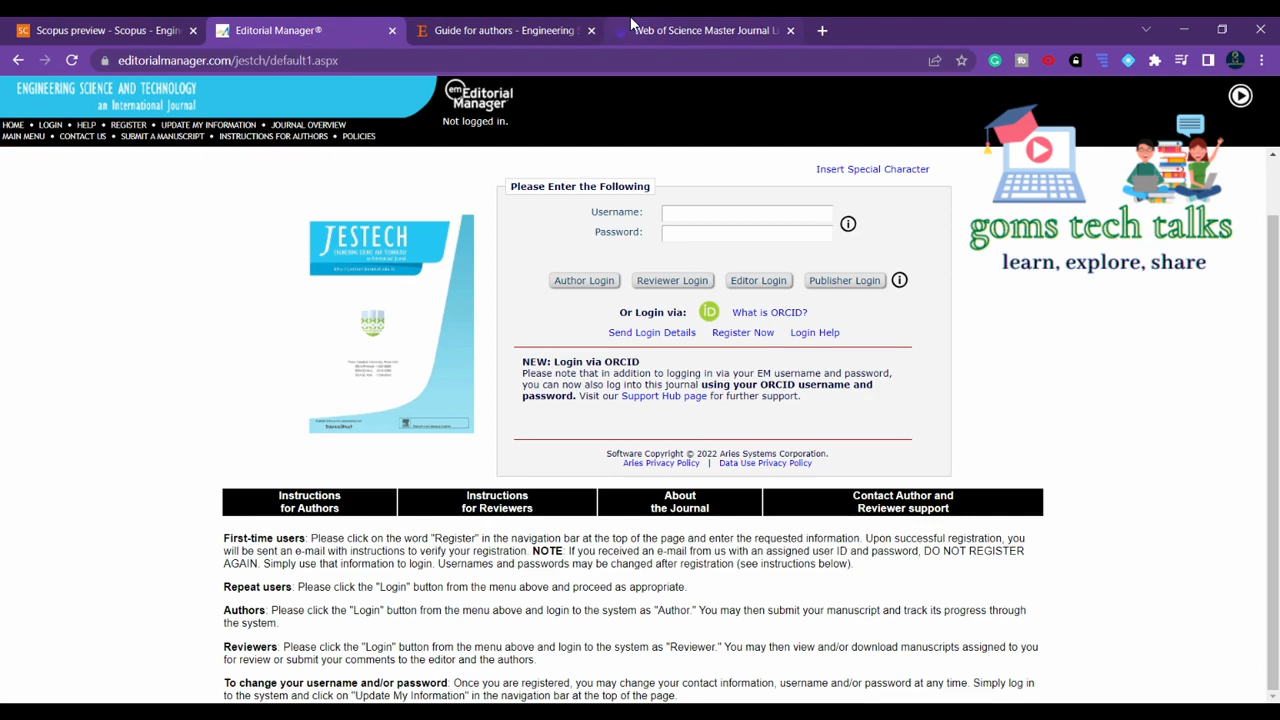 Scopus preview - Scopus - Engin
Editorial Manager®
Guide for authors - Engineering S
Web of Science Master Journal Li
editorialmanager.com/jestch/default1.aspx
ENGINEERING SCIENCE AND TECHNOLOGY
an International Journal
em Editorial
Manager
Not logged in.
HOME • LOGIN • HELP • REGISTER • UPDATE MY INFORMATION • JOURNAL OVERVIEW
MAIN MENU • CONTACT US • SUBMIT A MANUSCRIPT • INSTRUCTIONS FOR AUTHORS • POLICIES
Insert Special Character
Please Enter the Following
Username:
Password:
JESTECH
Author Login
Reviewer Login
Editor Login
Publisher Login
goms tech talks
learn, explore, share
Or Login via: iD What is ORCID?
Send Login Details Register Now Login Help
NEW: Login via ORCID
Please note that in addition to logging in via your EM username and password,
you can now also log into this journal using your ORCID username and
password. Visit our Support Hub page for further support.
Software Copyright © 2022 Aries Systems Corporation.
Aries Privacy Policy | Data Use Privacy Policy
Instructions
for Authors
Instructions
for Reviewers
About
the Journal
Contact Author and
Reviewer support
First-time users: Please click on the word "Register" in the navigation bar at the top of the page and enter the requested information. Upon successful registration, you
will be sent an e-mail with instructions to verify your registration. NOTE: If you received an e-mail from us with an assigned user ID and password, DO NOT REGISTER
AGAIN. Simply use that information to login. Usernames and passwords may be changed after registration (see instructions below).
Repeat users: Please click the "Login" button from the menu above and proceed as appropriate.
Authors: Please click the "Login" button from the menu above and login to the system as "Author." You may then submit your manuscript and track its progress through
the system.
Reviewers: Please click the "Login" button from the menu above and login to the system as "Reviewer." You may then view and/or download manuscripts assigned to you
for review or submit your comments to the editor and the authors.
To change your username and/or password: Once you are registered, you may change your contact information, username and/or password at any time. Simply log in
to the system and click on "Update My Information" in the navigation bar at the top of the page.